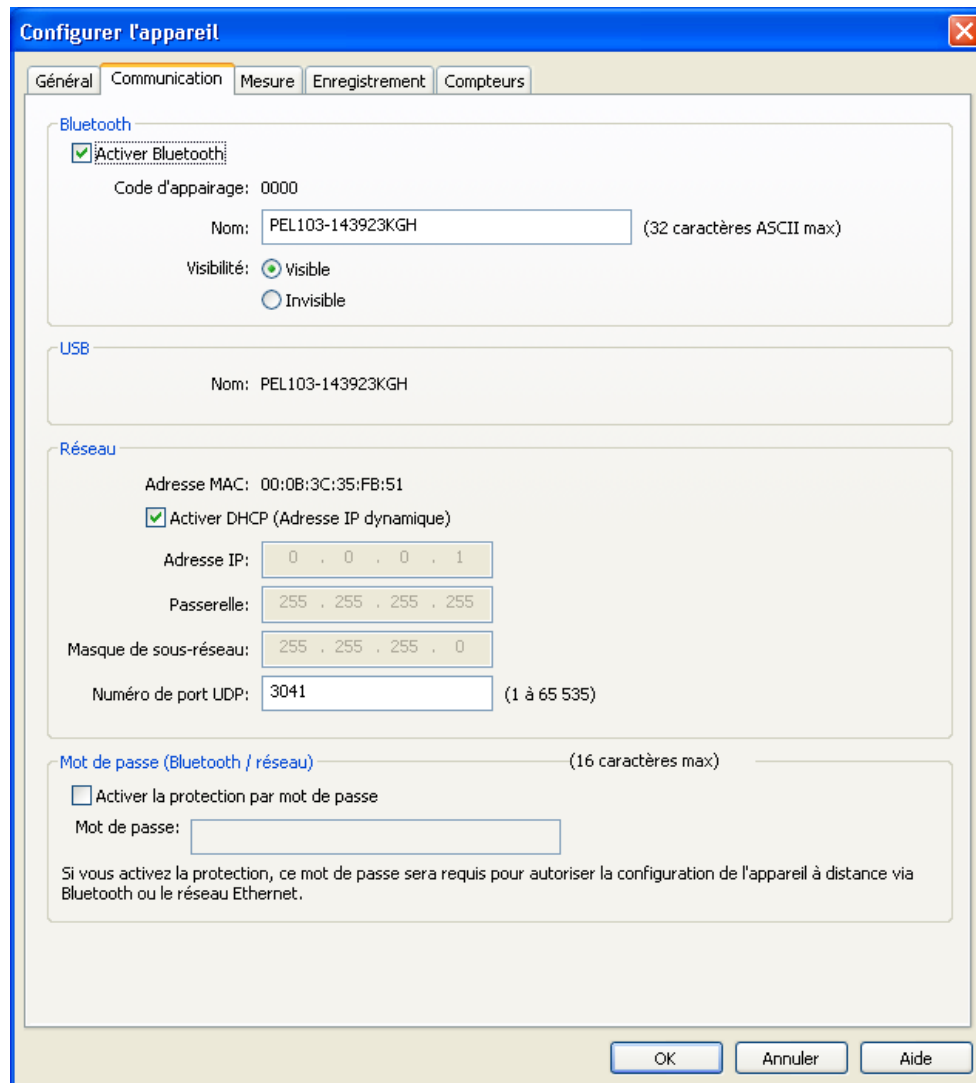 Configurer l'appareil
Général Communication Mesure Enregistrement Compteurs
Bluetooth
Activer Bluetooth
Code d'appairage: 0000
Nom: PEL103-143923KGH (32 caractères ASCII max)
Visibilité: Visible
Invisible
USB
Nom: PEL103-143923KGH
Réseau
Adresse MAC: 00:0B:3C:35:FB:51
Activer DHCP (Adresse IP dynamique)
Adresse IP: 0 . 0 . 0 . 1
Passerelle: 255 . 255 . 255 . 255
Masque de sous-réseau: 255 . 255 . 255 . 0
Numéro de port UDP: 3041 (1 à 65 535)
Mot de passe (Bluetooth / réseau) (16 caractères max)
Activer la protection par mot de passe
Mot de passe:
Si vous activez la protection, ce mot de passe sera requis pour autoriser la configuration de l'appareil à distance via
Bluetooth ou le réseau Ethernet.
OK Annuler Aide